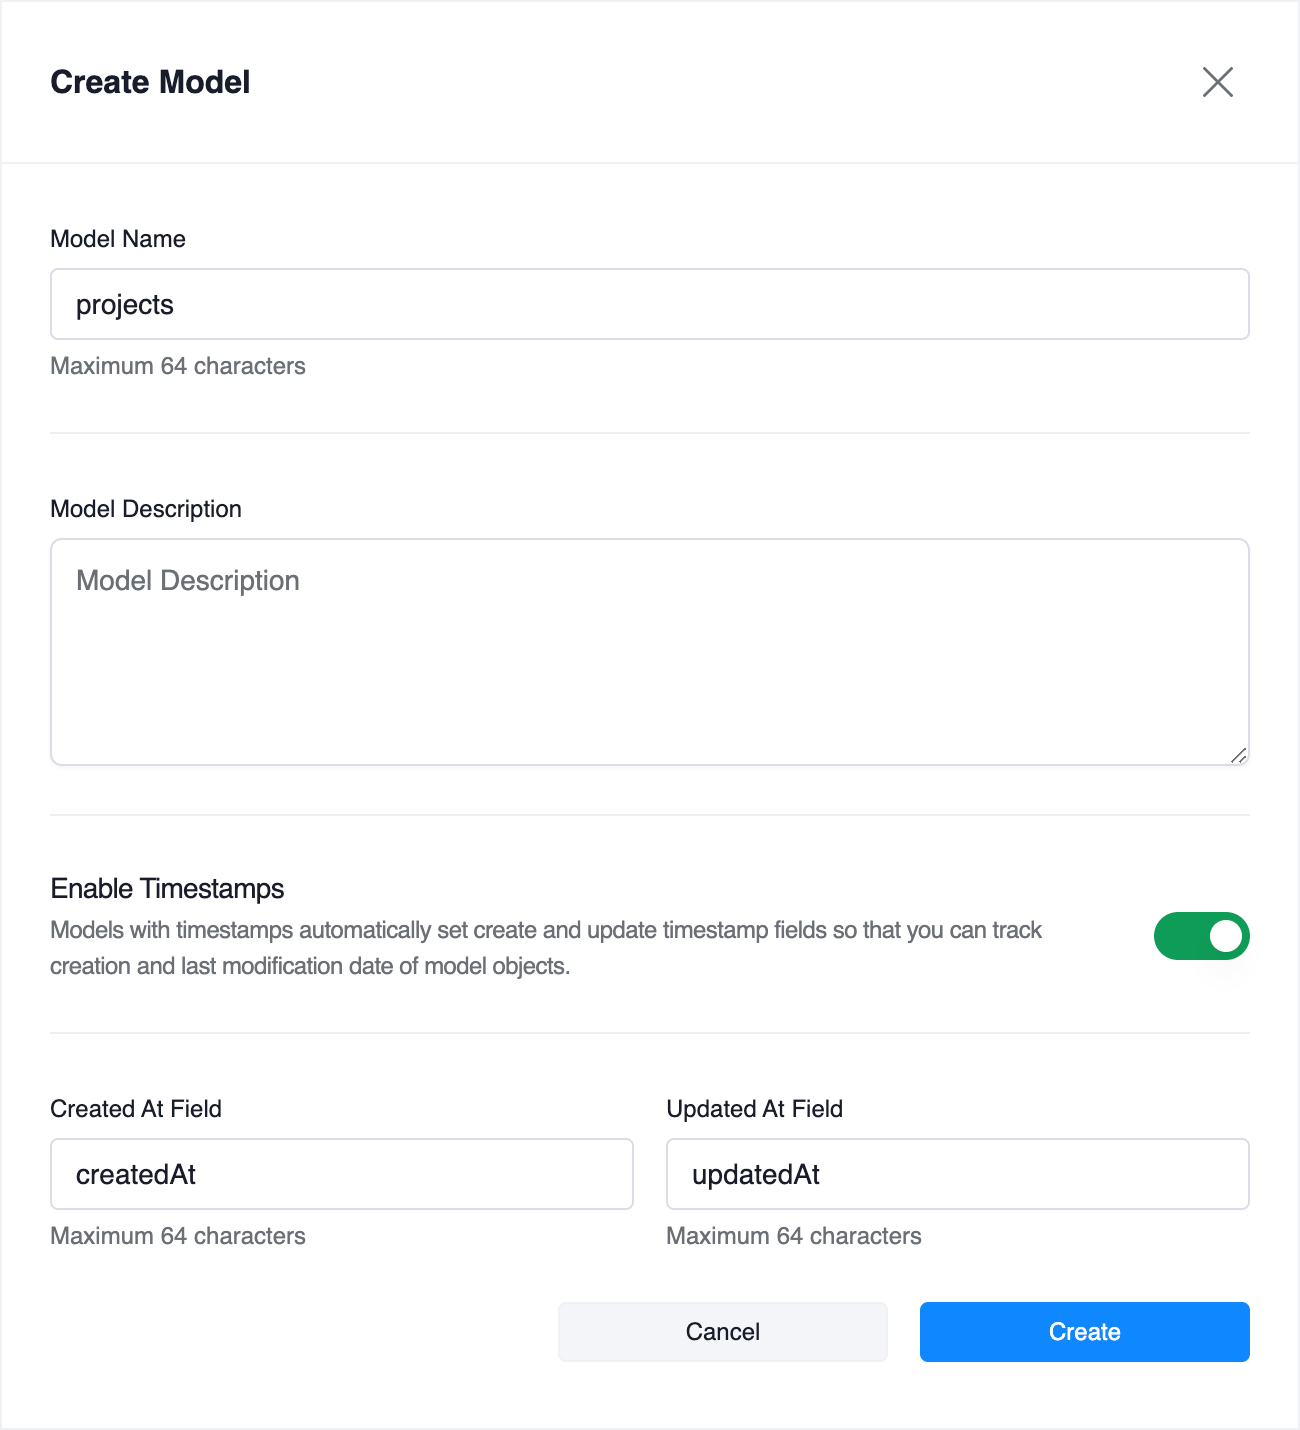 Create Model
Model Name
projects
Maximum 64 characters
Model Description
Model Description
Enable Timestamps
Models with timestamps automatically set create and update timestamp fields so that you can track
creation and last modification date of model objects.
Created At Field
Updated At Field
createdAt
updatedAt
Maximum 64 characters
Maximum 64 characters
Cancel
Create